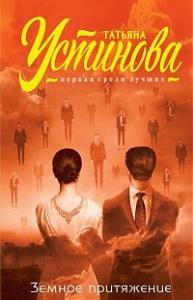 ТАТЬЯНА
Устинова
первая среди лучших
Земное притяжение